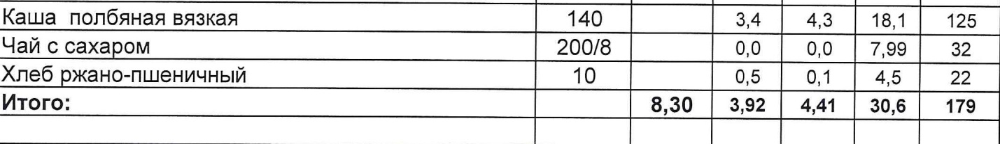 Каша полбяная вязкая 140 3,4 4,3 18,1 125
Чай с сахаром 200/8 0,0 0,0 7,99 32
Хлеб ржано-пшеничный 10 0,5 0,1 4,5 22
Итого: 8,30 3,92 4,41 30,6 179